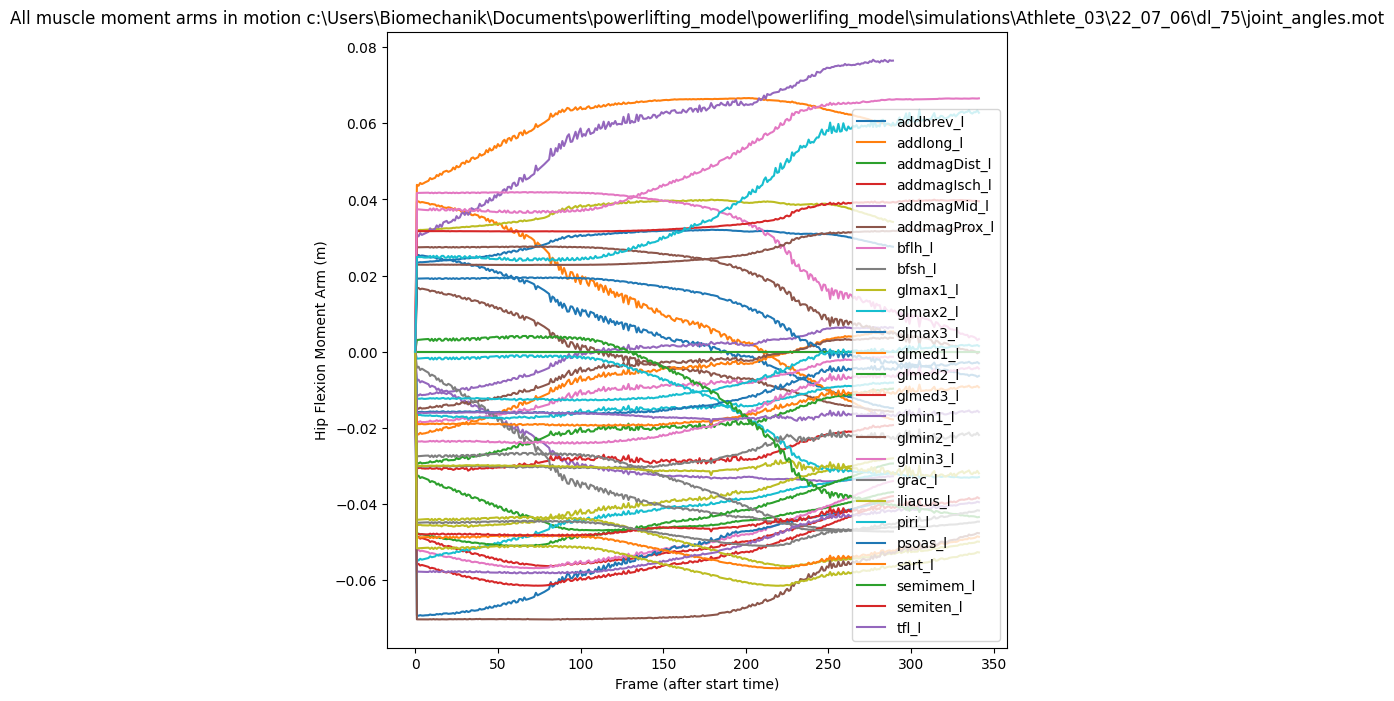 All muscle moment arms in motion c:\Users\Biomechanik\Documents\powerlifting_model\powerlifing_model\simulations\Athlete_03\22_07_06\dl_75\joint_angles.mot
0.08
0.06
0.04
0.02
0.00
−0.02
−0.04
−0.06
Hip Flexion Moment Arm (m)
addbrev_l
addlong_l
addmagDist_l
addmagIsch_l
addmagMid_l
addmagProx_l
bflh_l
bfsh_l
glmax1_l
glmax2_l
glmax3_l
glmed1_l
glmed2_l
glmed3_l
glmin1_l
glmin2_l
glmin3_l
grac_l
iliacus_l
piri_l
psoas_l
sart_l
semimem_l
semiten_l
tfl_l
0 50 100 150 200 250 300 350
Frame (after start time)